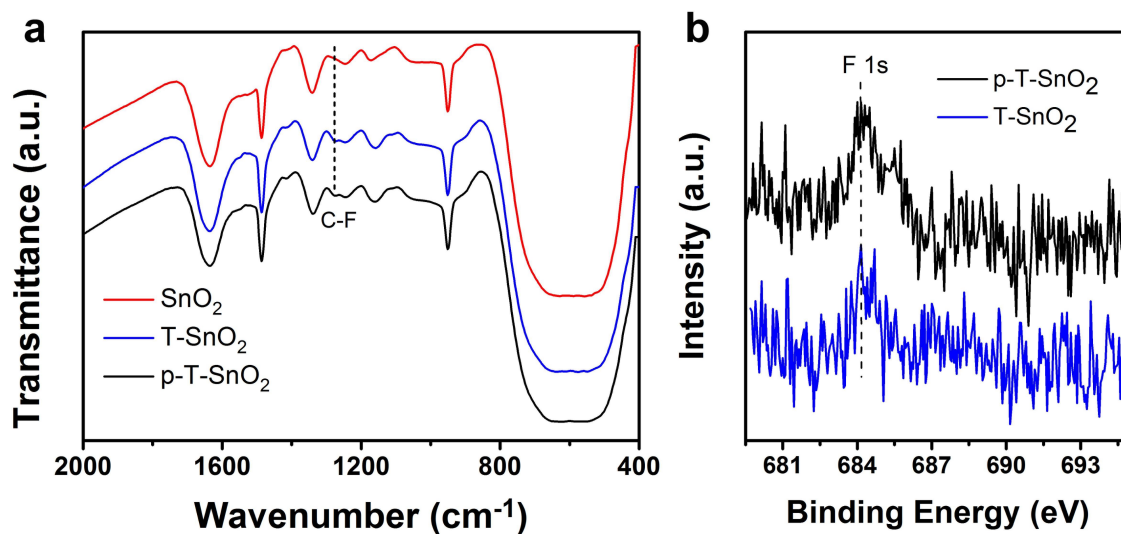 a
Transmittance (a.u.)
C-F
SnO₂
T-SnO₂
p-T-SnO₂
2000 1600 1200 800 400
Wavenumber (cm⁻¹)
b
Intensity (a.u.)
F 1s
p-T-SnO₂
T-SnO₂
681 684 687 690 693
Binding Energy (eV)